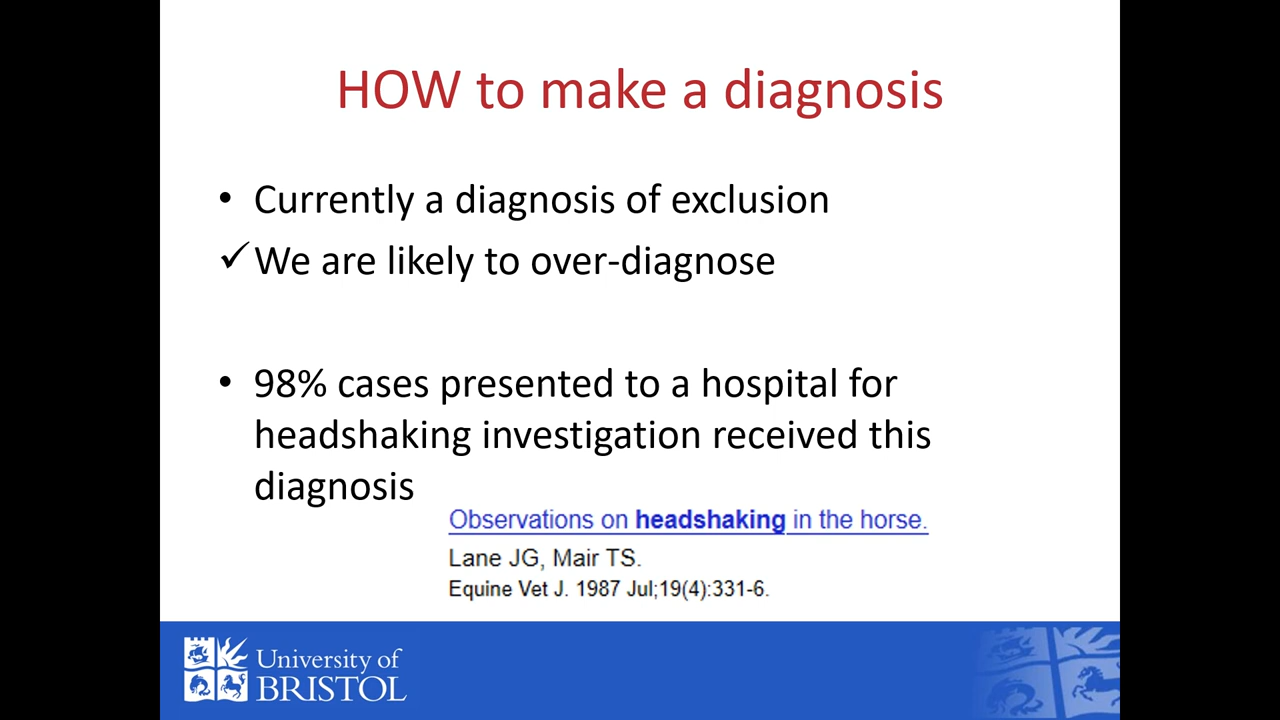 HOW to make a diagnosis
• Currently a diagnosis of exclusion
✓ We are likely to over-diagnose
• 98% cases presented to a hospital for
headshaking investigation received this
diagnosis
Observations on headshaking in the horse.
Lane JG, Mair TS.
Equine Vet J. 1987 Jul;19(4):331-6.
University of
BRISTOL